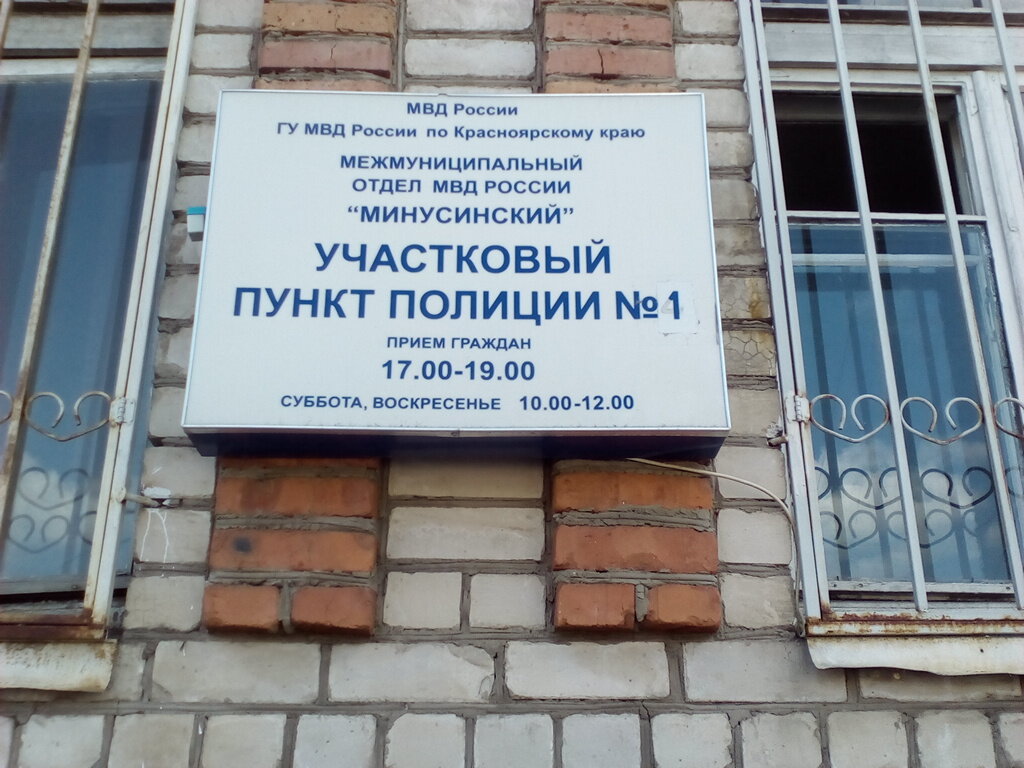 МВД России
ГУ МВД России по Красноярскому краю
МЕЖМУНИЦИПАЛЬНЫЙ
ОТДЕЛ МВД РОССИИ
“МИНУСИНСКИЙ”
УЧАСТКОВЫЙ
ПУНКТ ПОЛИЦИИ №1
ПРИЕМ ГРАЖДАН
17.00-19.00
СУББОТА, ВОСКРЕСЕНЬЕ 10.00-12.00